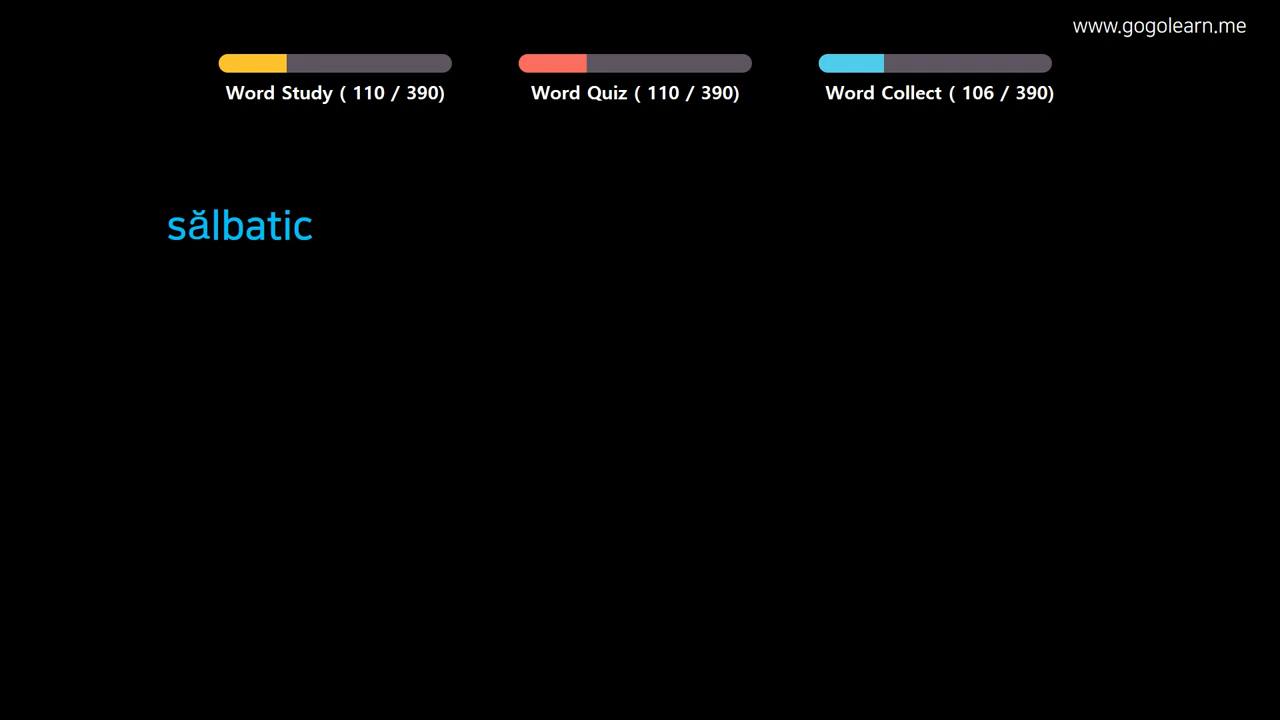 www.gogolearn.me
Word Study ( 110 / 390)
Word Quiz ( 110 / 390)
Word Collect ( 106 / 390)
sălbatic